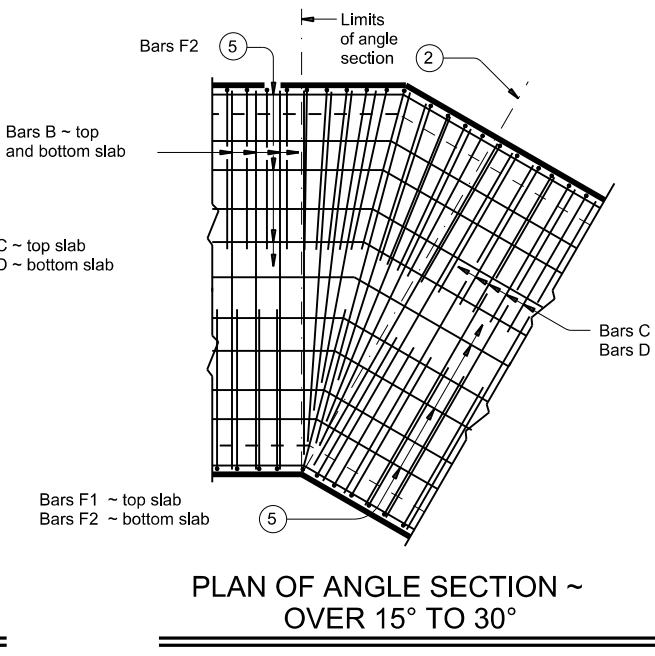 Limits
of angle
section
Bars F2
5
2
Bars B ~ top
and bottom slab
C ~ top slab
D ~ bottom slab
Bars C
Bars D
Bars F1 ~ top slab
Bars F2 ~ bottom slab
5
PLAN OF ANGLE SECTION ~
OVER 15° TO 30°